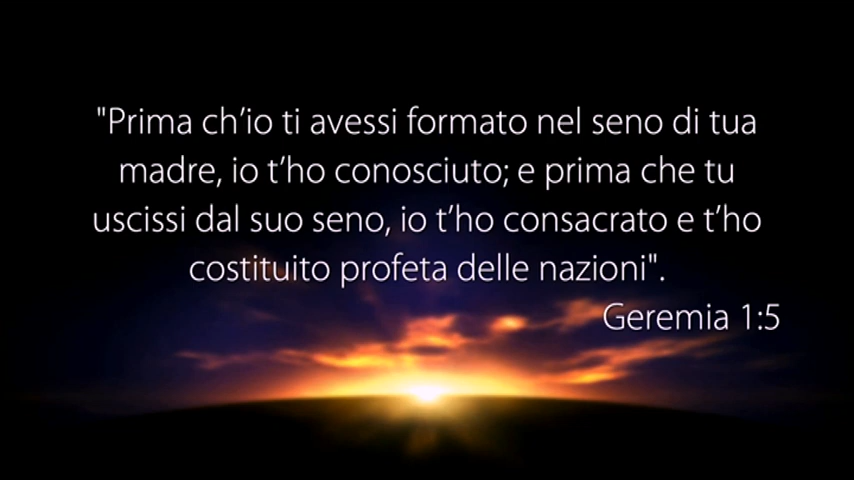 "Prima ch’io ti avessi formato nel seno di tua
madre, io t’ho conosciuto; e prima che tu
uscissi dal suo seno, io t’ho consacrato e t’ho
costituito profeta delle nazioni".
Geremia 1:5